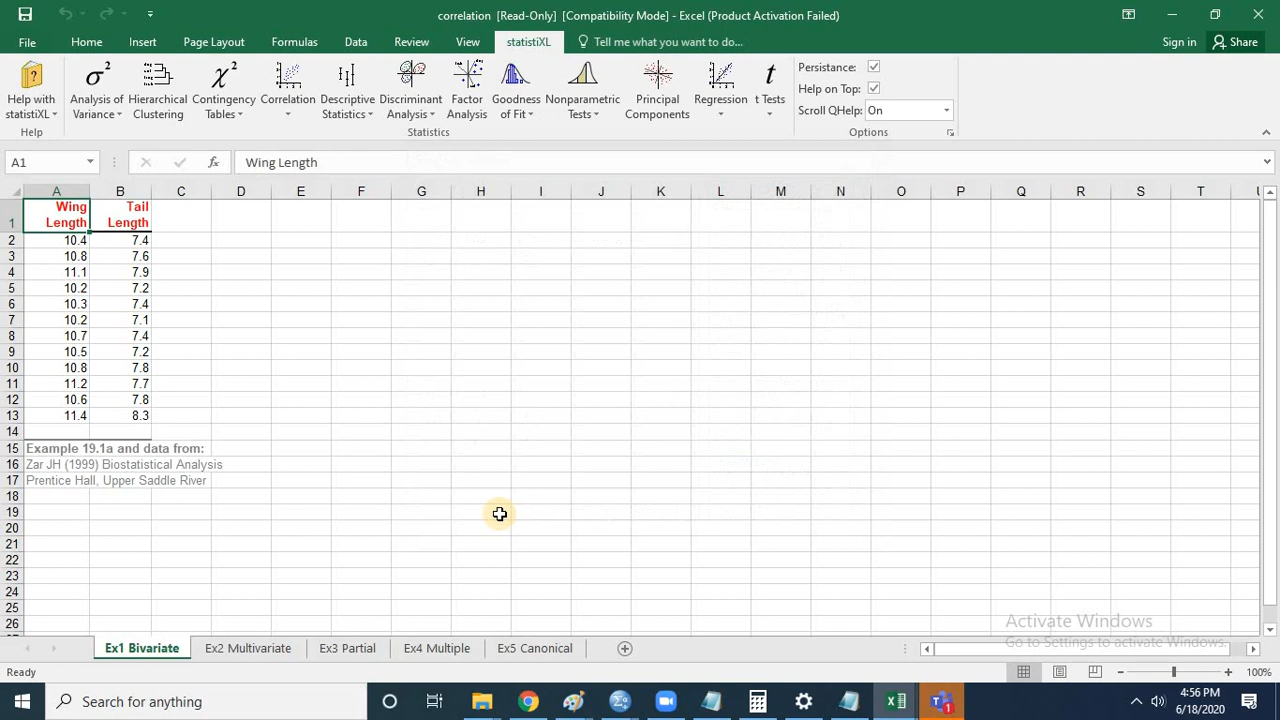 correlation [Read-Only] [Compatibility Mode] - Excel (Product Activation Failed)
File Home Insert Page Layout Formulas Data Review View statistiXL Tell me what you want to do... Sign in Share
Help with statistiXL
Analysis of Variance
Hierarchical Clustering
Contingency Tables
Correlation
Descriptive Statistics
Discriminant Analysis
Factor Analysis
Goodness of Fit
Nonparametric Tests
Principal Components
Regression
t Tests
Persistance:
Help on Top:
Scroll QHelp: On
Help Statistics Options
A1 fx Wing Length
A B C D E F G H I J K L M N O P Q R S T U
1 Wing Length Tail Length
2 10.4 7.4
3 10.8 7.6
4 11.1 7.9
5 10.2 7.2
6 10.3 7.4
7 10.2 7.1
8 10.7 7.4
9 10.5 7.2
10 10.8 7.8
11 11.2 7.7
12 10.6 7.8
13 11.4 8.3
14
15 Example 19.1a and data from:
16 Zar JH (1999) Biostatistical Analysis
17 Prentice Hall, Upper Saddle River
18
19
20
21
22
23
24
25
26
Activate Windows
Go to Settings to activate Windows.
Ex1 Bivariate Ex2 Multivariate Ex3 Patial Ex4 Multiple Ex5 Canonical
Ready 100%
Search for anything
4:56 PM
6/18/2020